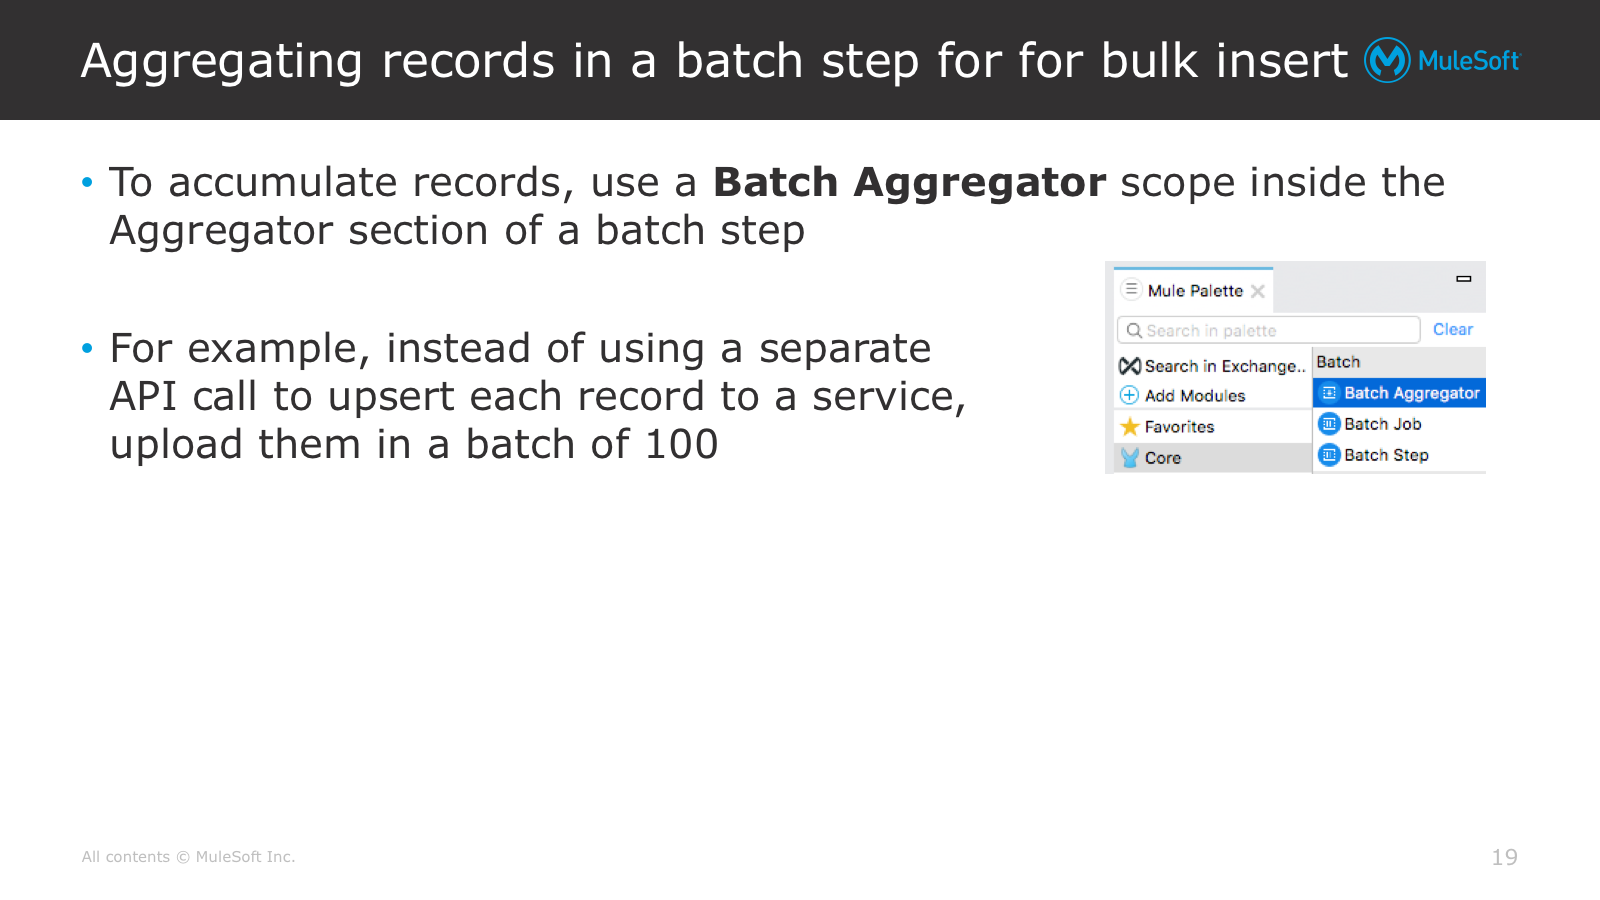 Aggregating records in a batch step for for bulk insert
MuleSoft
• To accumulate records, use a Batch Aggregator scope inside the
Aggregator section of a batch step
• For example, instead of using a separate
API call to upsert each record to a service,
upload them in a batch of 100
Mule Palette
Search in palette
Clear
Search in Exchange..
Add Modules
Favorites
Core
Batch
Batch Aggregator
Batch Job
Batch Step
All contents © MuleSoft Inc.
19